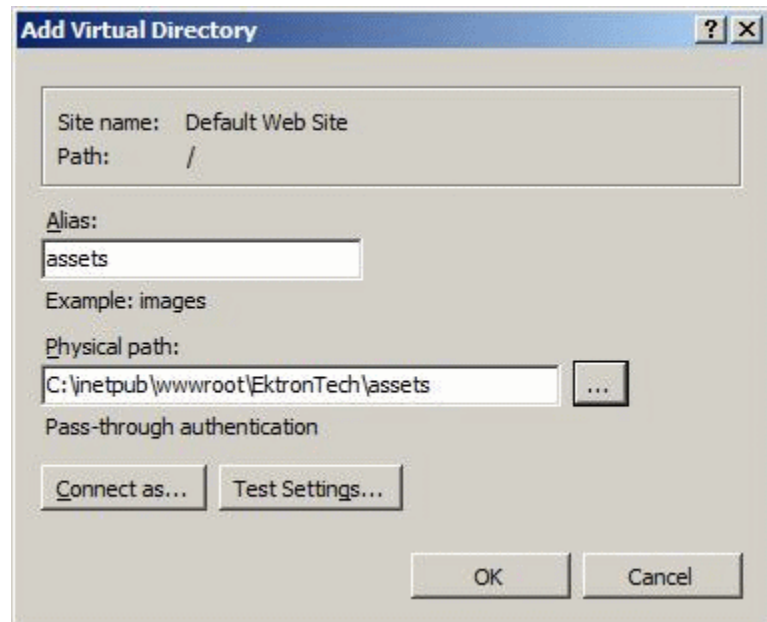 Add Virtual Directory
Site name: Default Web Site
Path: /
Alias:
assets
Example: images
Physical path:
C:\inetpub\wwwroot\EktronTech\assets
...
Pass-through authentication
Connect as... Test Settings...
OK Cancel